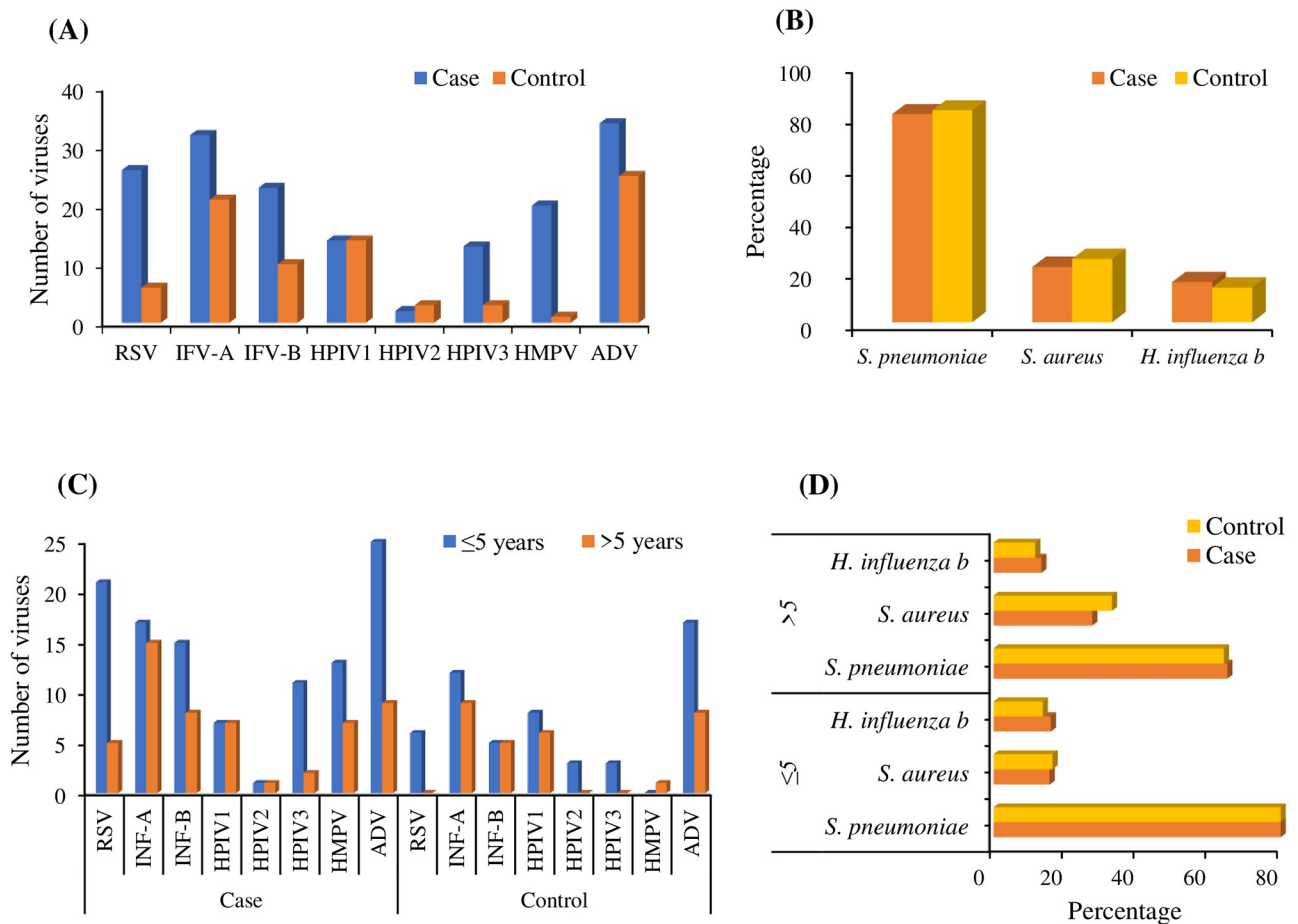 (A)
Case Control
Number of viruses
40
30
20
10
0
RSV IFV-A IFV-B HPIV1 HPIV2 HPIV3 HMPV ADV
(B)
Case Control
Percentage
100
80
60
40
20
0
S. pneumoniae S. aureus H. influenza b
(C)
≤5 years >5 years
Number of viruses
25
20
15
10
5
0
RSV INF-A INF-B HPIV1 HPIV2 HPIV3 HMPV ADV RSV INF-A INF-B HPIV1 HPIV2 HPIV3 HMPV ADV
Case Control
(D)
Control
Case
>5
H. influenza b
S. aureus
S. pneumoniae
≤5
H. influenza b
S. aureus
S. pneumoniae
0 20 40 60 80
Percentage